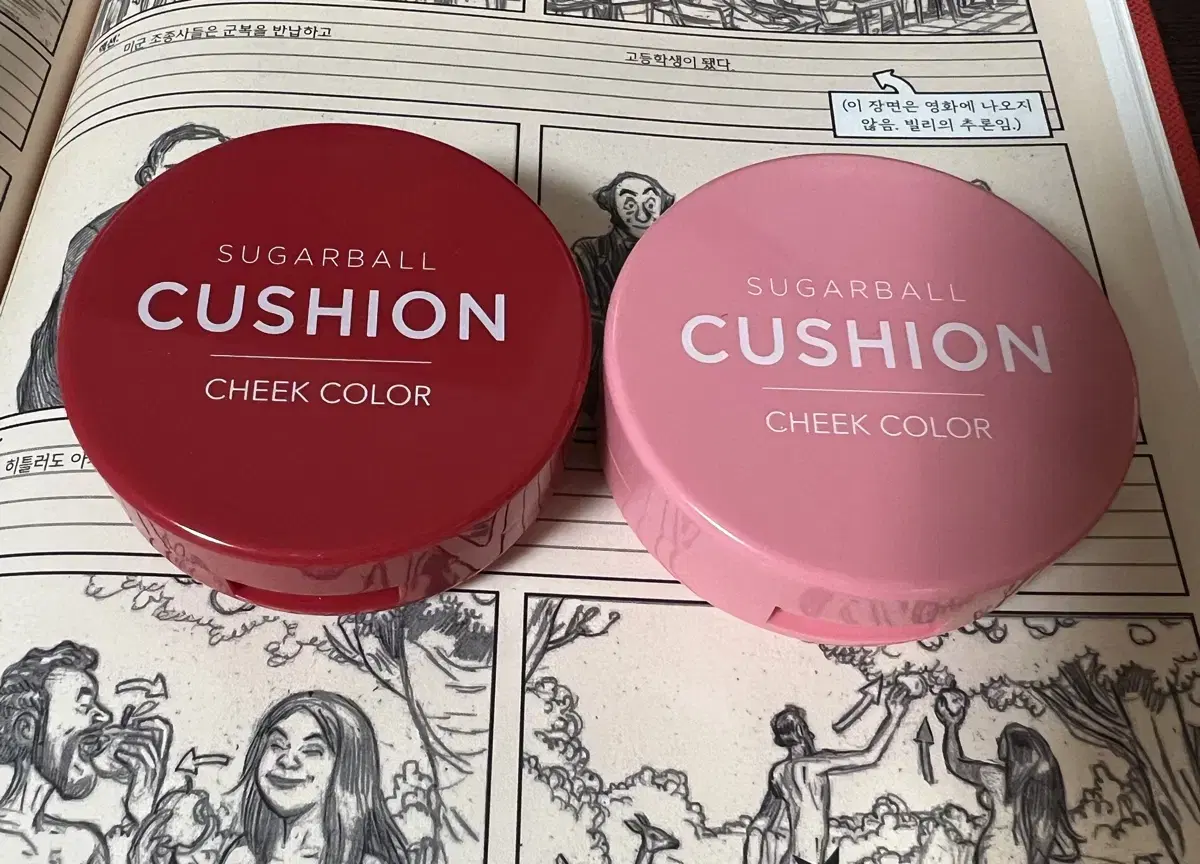 액션: 미군 조종사들은 군복을 반납하고
고등학생이 됐다.
(이 장면은 영화에 나오지
않음. 빌리의 추론임.)
SUGARBALL
CUSHION
CHEEK COLOR
SUGARBALL
CUSHION
CHEEK COLOR
히틀러도